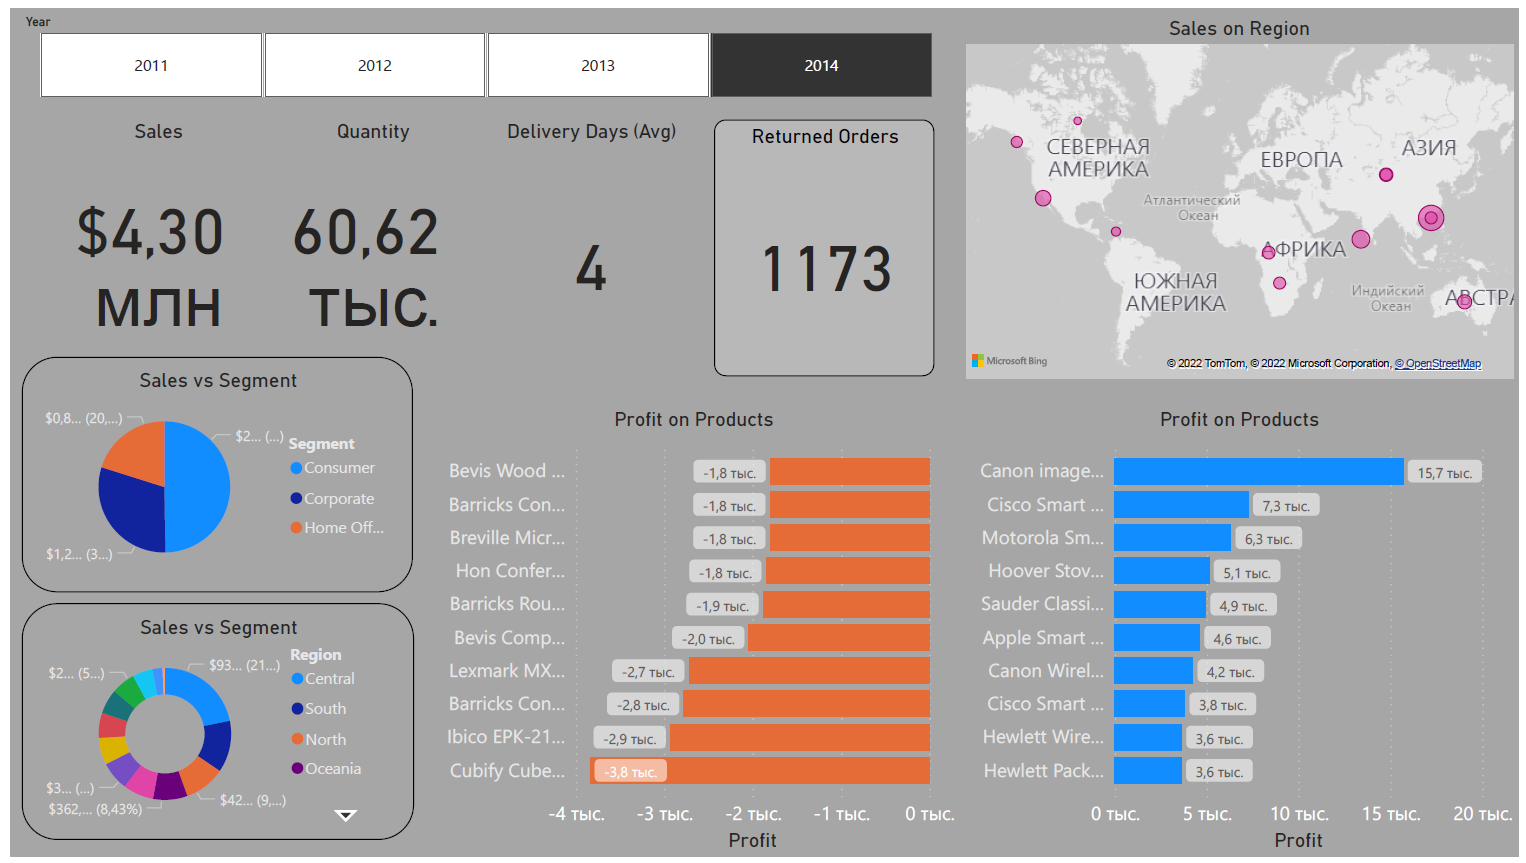 Year
2011
2012
2013
2014
Sales
Quantity
Delivery Days (Avg)
Returned Orders
$4,30
МЛН
60,62
ТЫС.
4
1173
Sales on Region
СЕВЕРНАЯ
АМЕРИКА
ЕВРОПА
АЗИЯ
Атлантический
Океан
АФРИКА
ЮЖНАЯ
АМЕРИКА
Индийский
Океан
АВСТРА
Microsoft Bing
© 2022 TomTom, © 2022 Microsoft Corporation, © OpenStreetMap
Sales vs Segment
$0,8... (20,...)
$2... (...)
$1,2... (3...)
Segment
Consumer
Corporate
Home Off...
Sales vs Segment
$93... (21...)
$2... (5...)
$3... (...)
$362,... (8,43%)
$42... (9,...)
Region
Central
South
North
Oceania
Profit on Products
Bevis Wood ...
-1,8 тыс.
Barricks Con...
-1,8 тыс.
Breville Micr...
-1,8 тыс.
Hon Confer...
-1,8 тыс.
Barricks Rou...
-1,9 тыс.
Bevis Comp...
-2,0 тыс.
Lexmark MX...
-2,7 тыс.
Barricks Con...
-2,8 тыс.
Ibico EPK-21...
-2,9 тыс.
Cubify Cube...
-3,8 тыс.
-4 тыс.
-3 тыс.
-2 тыс.
-1 тыс.
0 тыс.
Profit
Profit on Products
Canon image...
15,7 тыс.
Cisco Smart ...
7,3 тыс.
Motorola Sm...
6,3 тыс.
Hoover Stov...
5,1 тыс.
Sauder Classi...
4,9 тыс.
Apple Smart ...
4,6 тыс.
Canon Wirel...
4,2 тыс.
Cisco Smart ...
3,8 тыс.
Hewlett Wire...
3,6 тыс.
Hewlett Pack...
3,6 тыс.
0 тыс.
5 тыс.
10 тыс.
15 тыс.
20 тыс.
Profit